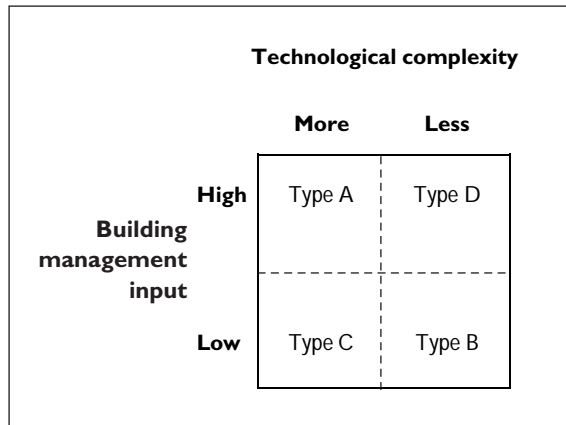 Technological complexity
More Less
High Type A Type D
Building
management
input
Low Type C Type B